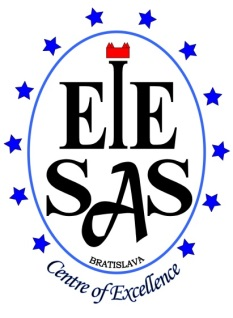 EIE
SAS
BRATISLAVA
Centre of Excellence